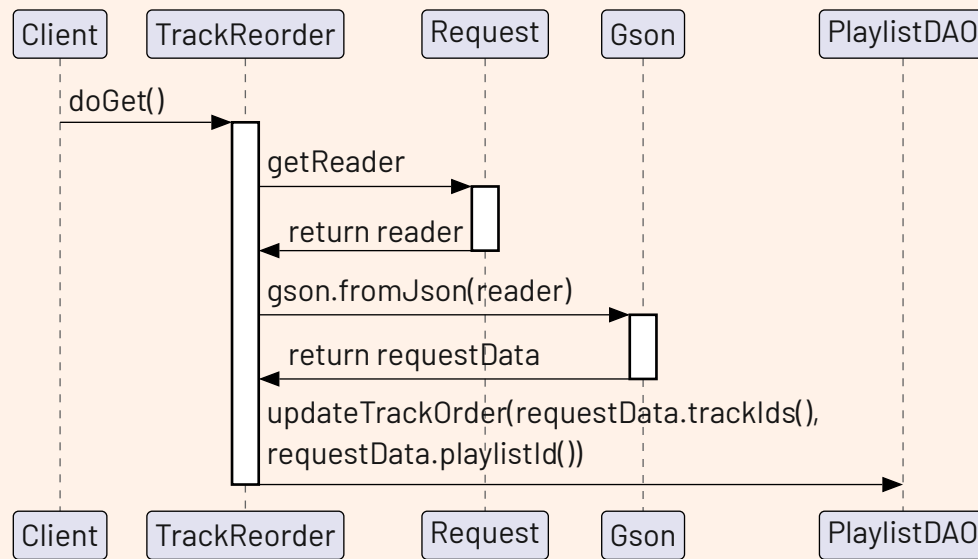 Client TrackReorder Request Gson PlaylistDAO
doGet()
getReader
return reader
gson.fromJson(reader)
return requestData
updateTrackOrder(requestData.trackIds(),
requestData.playlistId())
Client TrackReorder Request Gson PlaylistDAO